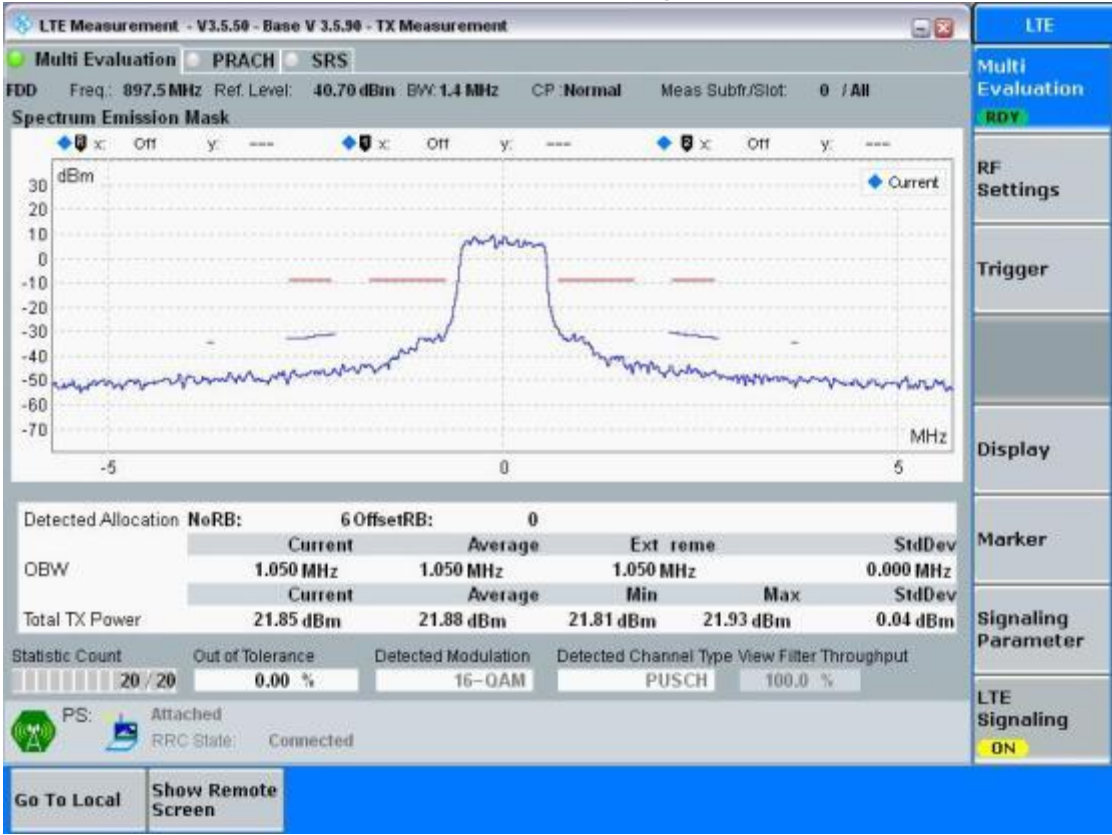 LTE Measurement - V3.5.50 - Base V 3.5.90 - TX Measurement
LTE
Multi Evaluation PRACH SRS
Multi
Evaluation
RDY
FDD Freq.: 897.5 MHz Ref. Level: 40.70 dBm BW: 1.4 MHz CP :Normal Meas Subfr./Slot: 0 / All
Spectrum Emission Mask
x: Off y: --- x: Off y: --- x: Off y: ---
dBm
Current
30
20
10
0
-10
-20
-30
-40
-50
-60
-70
MHz
-5 0 5
RF
Settings
Trigger
Display
Marker
Signaling
Parameter
LTE
Signaling
ON
Detected Allocation NoRB: 6 OffsetRB: 0
Current Average Ext reme StdDev
OBW 1.050 MHz 1.050 MHz 1.050 MHz 0.000 MHz
Current Average Min Max StdDev
Total TX Power 21.85 dBm 21.88 dBm 21.81 dBm 21.93 dBm 0.04 dBm
Statistic Count Out of Tolerance Detected Modulation Detected Channel Type View Filter Throughput
20 / 20 0.00 % 16-QAM PUSCH 100.0 %
PS: Attached
RRC State: Connected
Go To Local
Show Remote
Screen